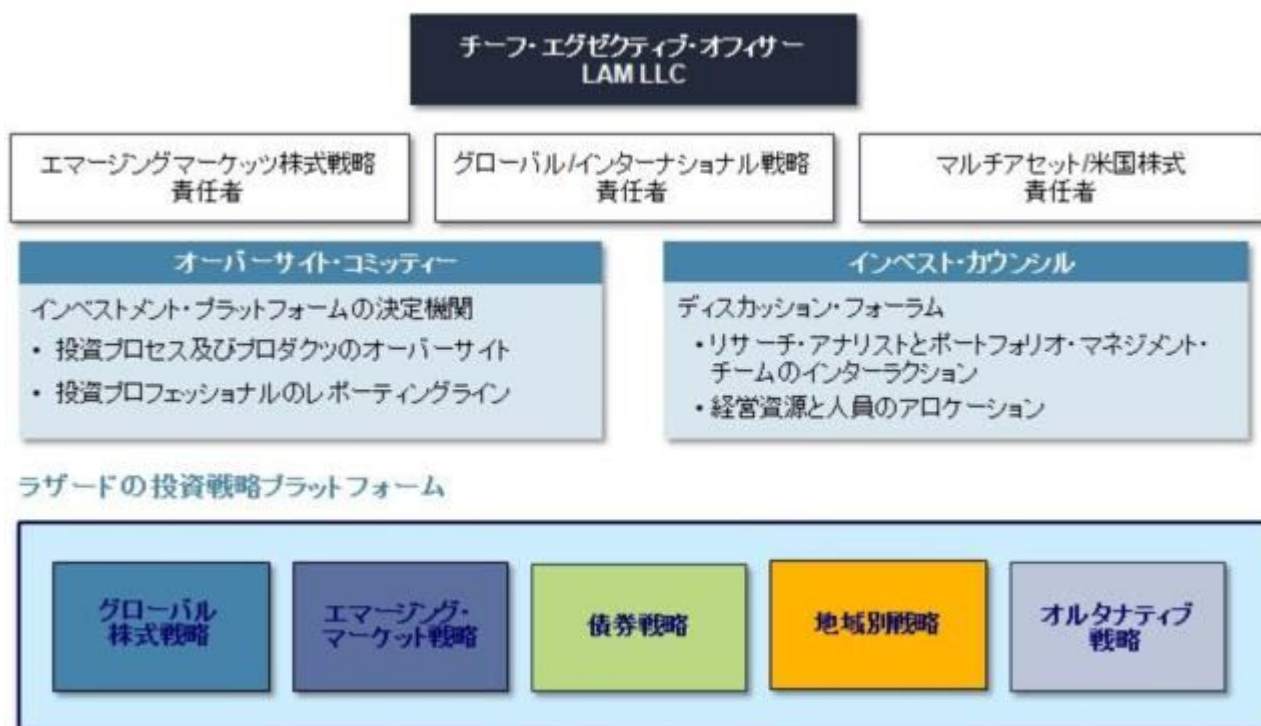 チーフ・エグゼクティブ・オフィサー
LAM LLC
エマージングマーケッツ株式戦略
責任者
グローバル/インターナショナル戦略
責任者
マルチアセット/米国株式
責任者
オーバーサイト・コミッティー
インベストメント・プラットフォームの決定機関
・ 投資プロセス及びプロダクツのオーバーサイト
・ 投資プロフェッショナルのレポーティングライン
インベスト・カウンシル
ディスカッション・フォーラム
・リサーチ・アナリストとポートフォリオ・マネジメント・
チームのインターラクション
・経営資源と人員のアロケーション
ラザードの投資戦略プラットフォーム
グローバル
株式戦略
エマージング・
マーケット戦略
債券戦略
地域別戦略
オルタナティブ
戦略